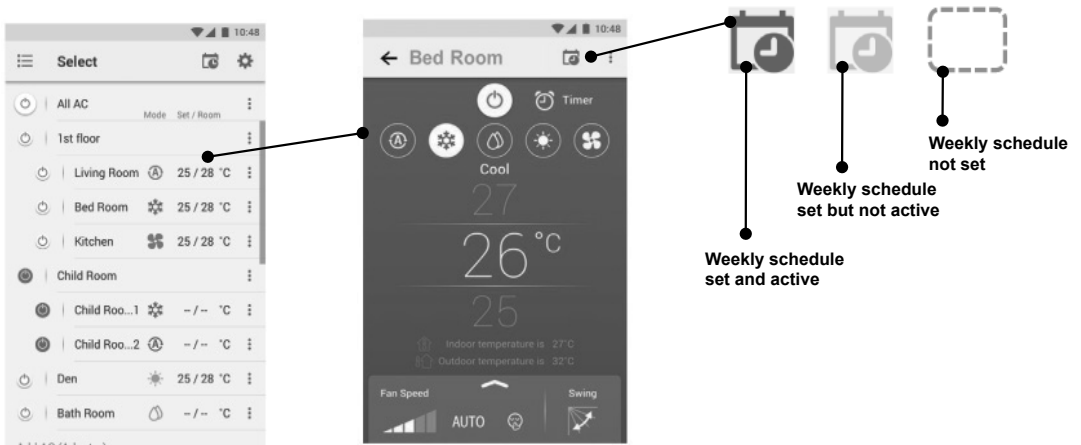 10:48
Select
All AC
Mode Set / Room
1st floor
Living Room 25 / 28 °C
Bed Room 25 / 28 °C
Kitchen 25 / 28 °C
Child Room
Child Roo...1 -- / -- °C
Child Roo...2 -- / -- °C
Den 25 / 28 °C
Bath Room -- / -- °C
10:48
Bed Room
Timer
A
Cool
27
26°C
25
Indoor temperature is 27°C
Outdoor temperature is 32°C
Fan Speed
Swing
AUTO
Weekly schedule
set and active
Weekly schedule
set but not active
Weekly schedule
not set